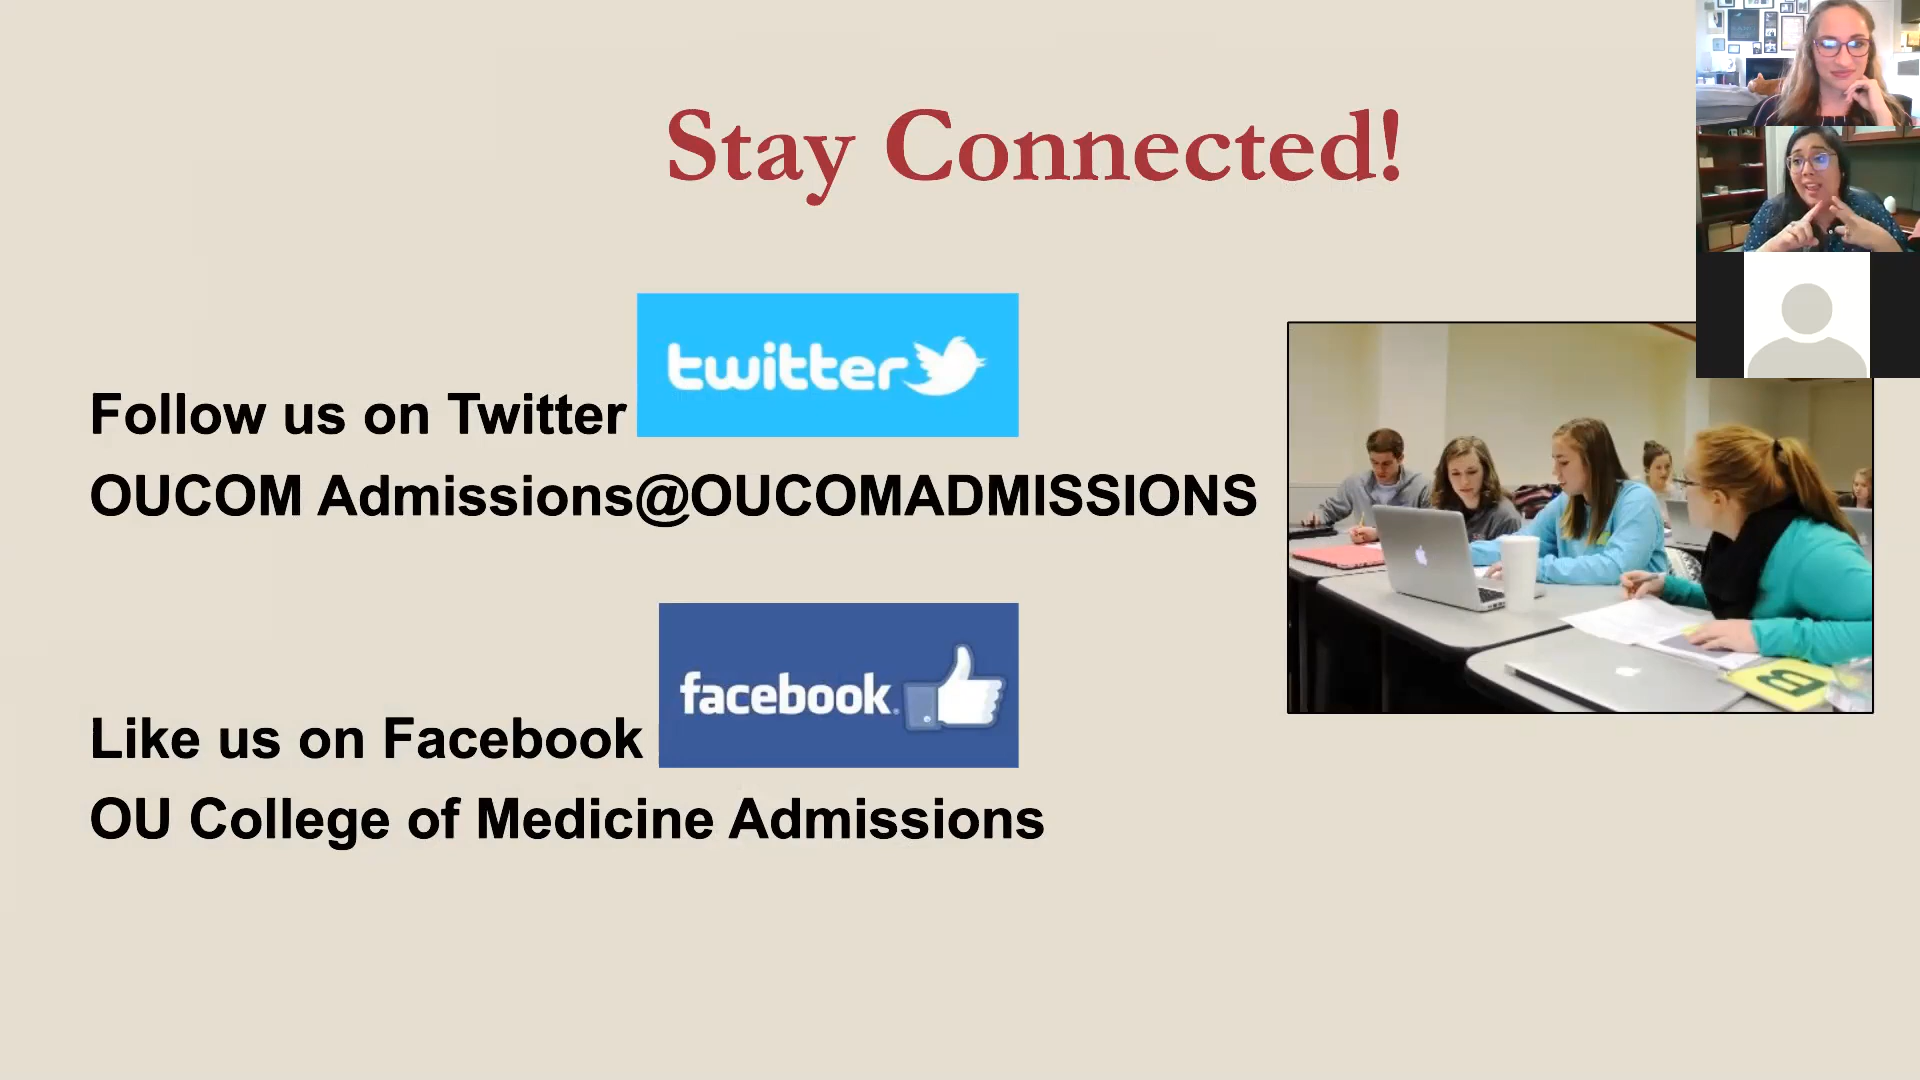 Stay Connected!
twitter
Follow us on Twitter
OUCOM Admissions@OUCOMADMISSIONS
facebook
Like us on Facebook
OU College of Medicine Admissions
B